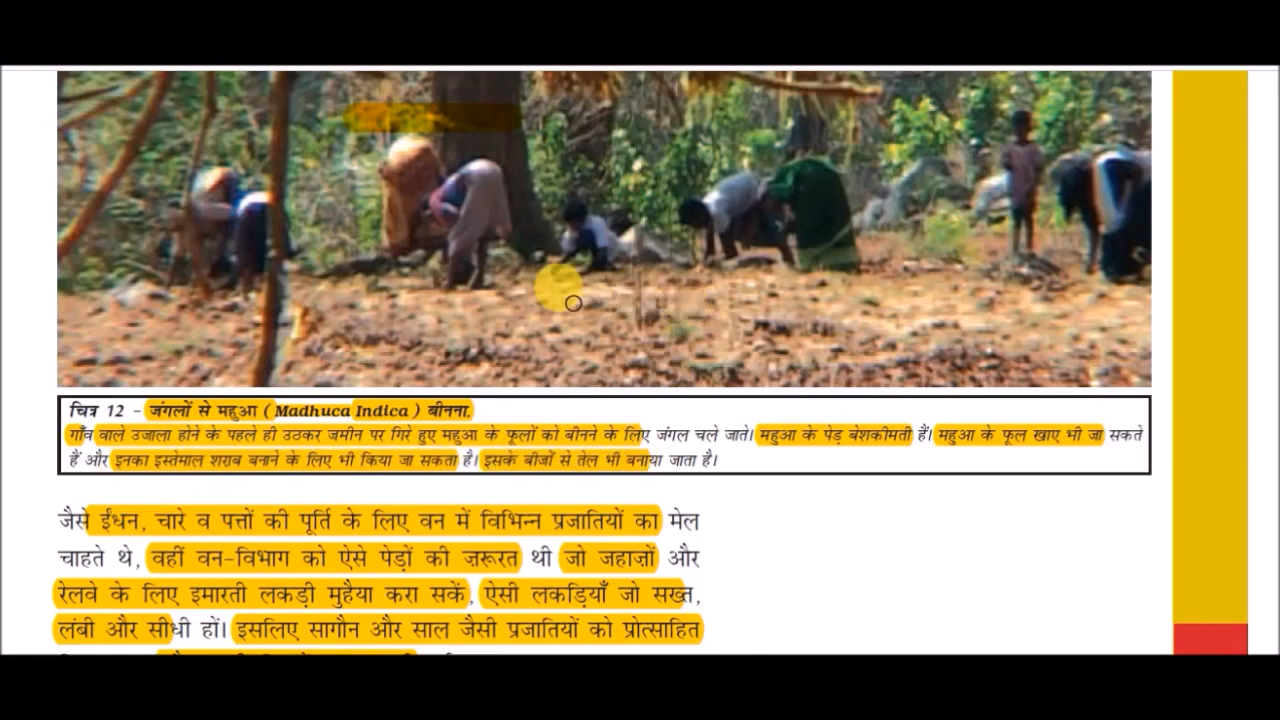 चित्र 12 – जंगलों से महुआ ( Madhuca Indica ) बीनना.
गाँव वाले उजाला होने के पहले ही उठकर जमीन पर गिरे हुए महुआ के फूलों को बीनने के लिए जंगल चले जाते। महुआ के पेड़ बेशकीमती हैं। महुआ के फूल खाए भी जा सकते
हैं और इनका इस्तेमाल शराब बनाने के लिए भी किया जा सकता है। इसके बीजों से तेल भी बनाया जाता है।
जैसे ईंधन, चारे व पत्तों की पूर्ति के लिए वन में विभिन्न प्रजातियों का मेल
चाहते थे, वहीं वन-विभाग को ऐसे पेड़ों की ज़रूरत थी जो जहाज़ों और
रेलवे के लिए इमारती लकड़ी मुहैया करा सकें, ऐसी लकड़ियाँ जो सख्त,
लंबी और सीधी हों। इसलिए सागौन और साल जैसी प्रजातियों को प्रोत्साहित